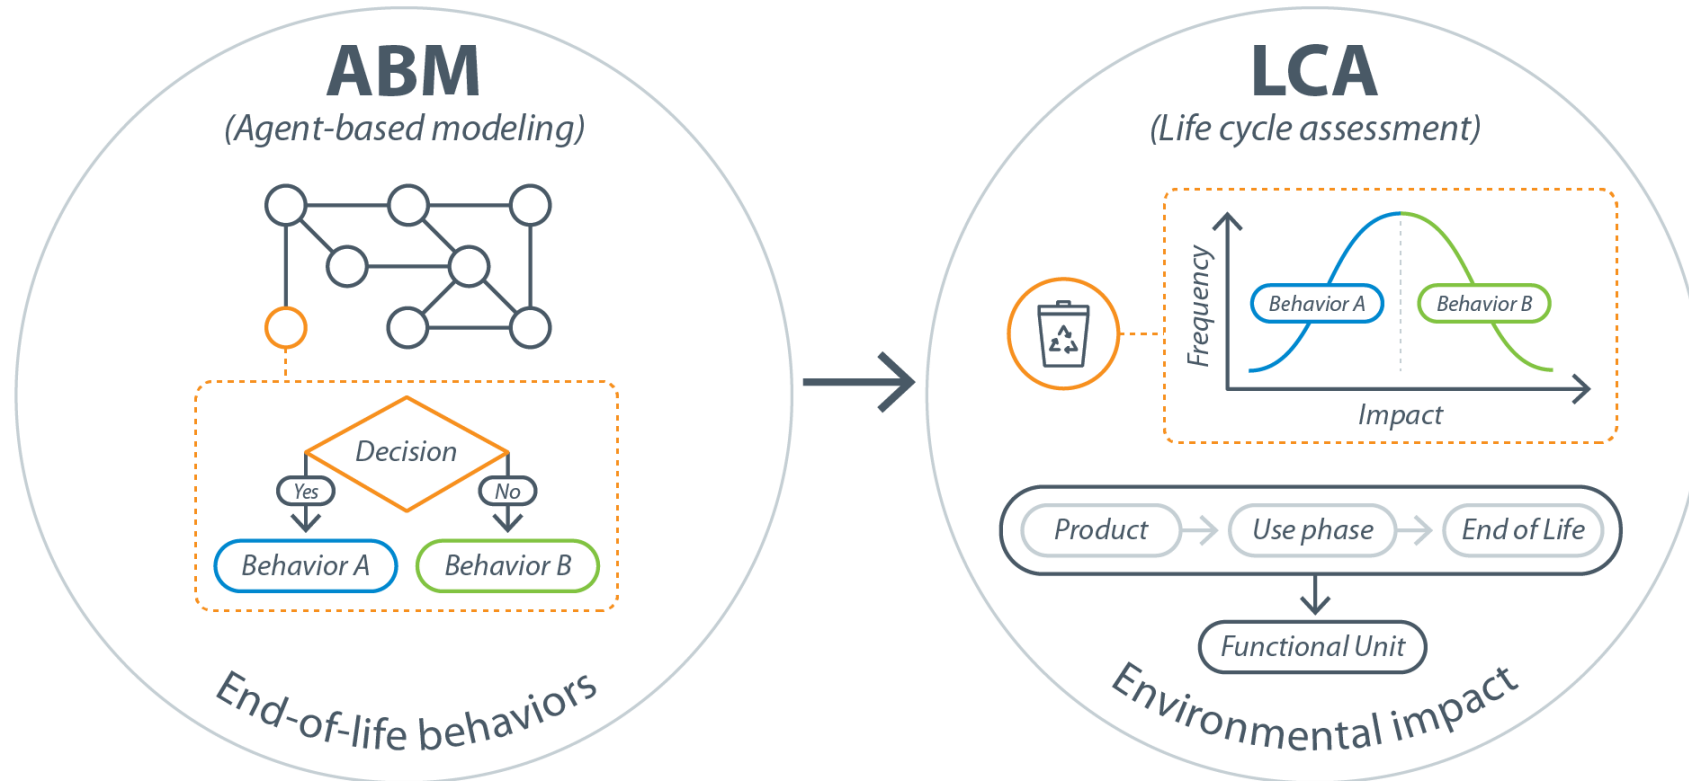 ABM
(Agent-based modeling)
Decision
Yes
No
Behavior A
Behavior B
End-of-life behaviors
LCA
(Life cycle assessment)
Frequency
Behavior A
Behavior B
Impact
Product
Use phase
End of Life
Functional Unit
Environmental impact